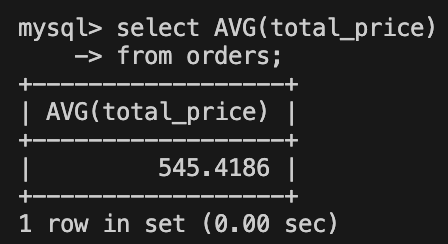 mysql> select AVG(total_price)
    -> from orders;
+------------------+
| AVG(total_price) |
+------------------+
|         545.4186 |
+------------------+
1 row in set (0.00 sec)